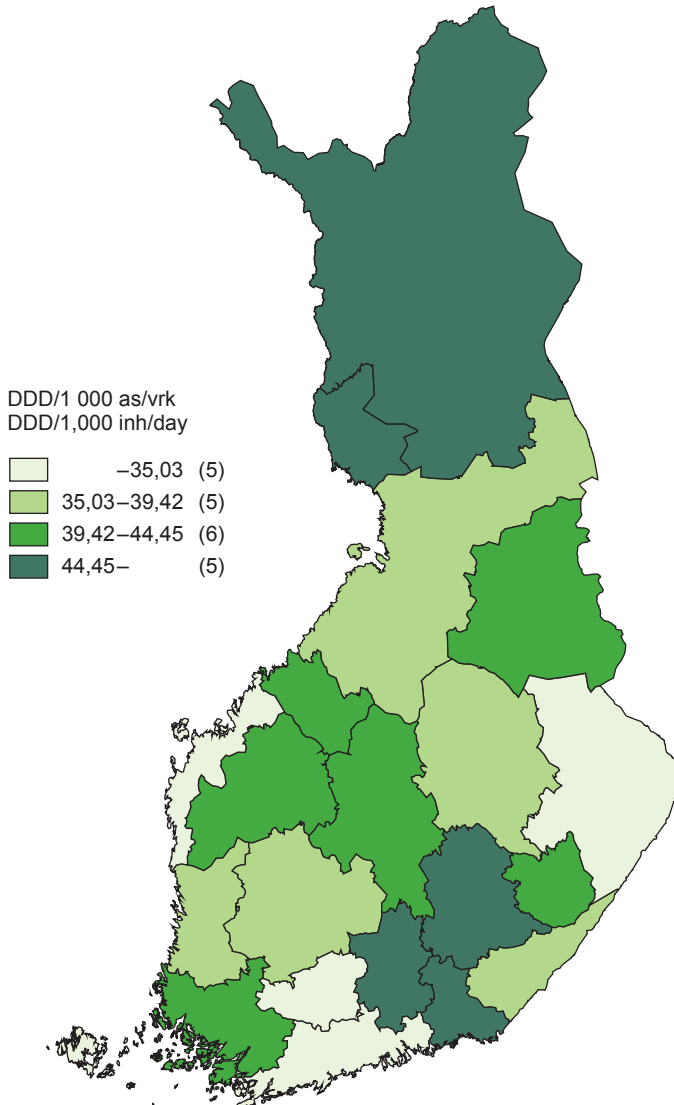 DDD/1 000 as/vrk
DDD/1,000 inh/day
–35,03 (5)
35,03–39,42 (5)
39,42–44,45 (6)
44,45– (5)